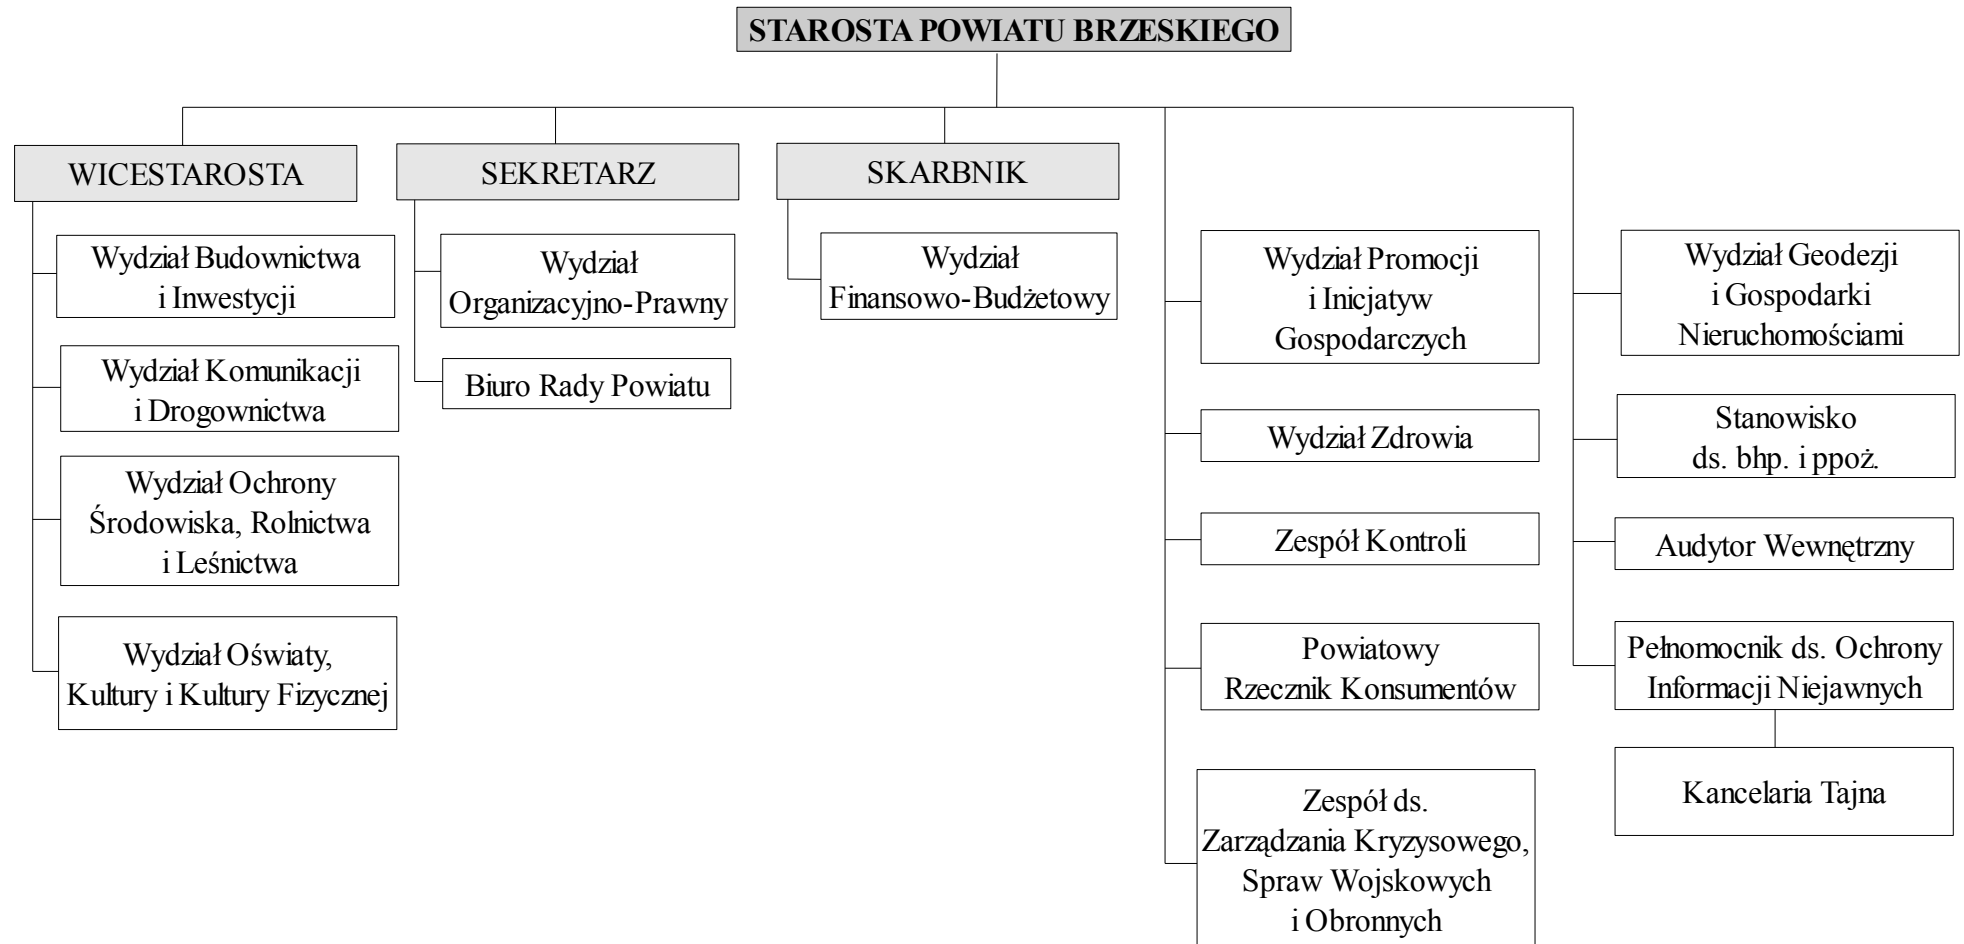 STAROSTA POWIATU BRZESKIEGO
WICESTAROSTA
Wydział Budownictwa
i Inwestycji
Wydział Komunikacji
i Drogownictwa
Wydział Ochrony
Środowiska, Rolnictwa
i Leśnictwa
Wydział Oświaty,
Kultury i Kultury Fizycznej
SEKRETARZ
Wydział
Organizacyjno-Prawny
Biuro Rady Powiatu
SKARBNIK
Wydział
Finansowo-Budżetowy
Wydział Promocji
i Inicjatyw
Gospodarczych
Wydział Zdrowia
Zespół Kontroli
Powiatowy
Rzecznik Konsumentów
Zespół ds.
Zarządzania Kryzysowego,
Spraw Wojskowych
i Obronnych
Wydział Geodezji
i Gospodarki
Nieruchomościami
Stanowisko
ds. bhp. i ppoż.
Audytor Wewnętrzny
Pełnomocnik ds. Ochrony
Informacji Niejawnych
Kancelaria Tajna